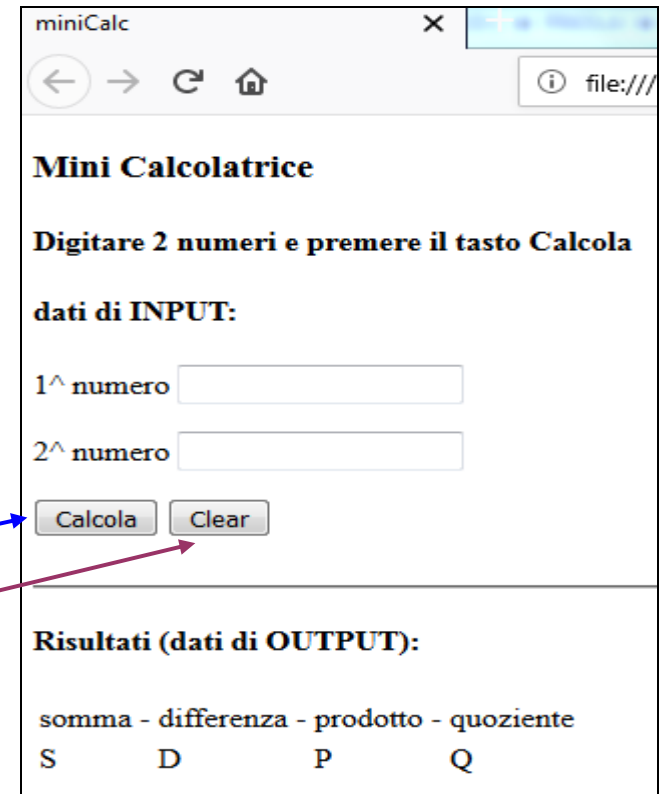 miniCalc
file:///
Mini Calcolatrice
Digitare 2 numeri e premere il tasto Calcola
dati di INPUT:
1^ numero
2^ numero
Calcola Clear
Risultati (dati di OUTPUT):
somma - differenza - prodotto - quoziente
S D P Q